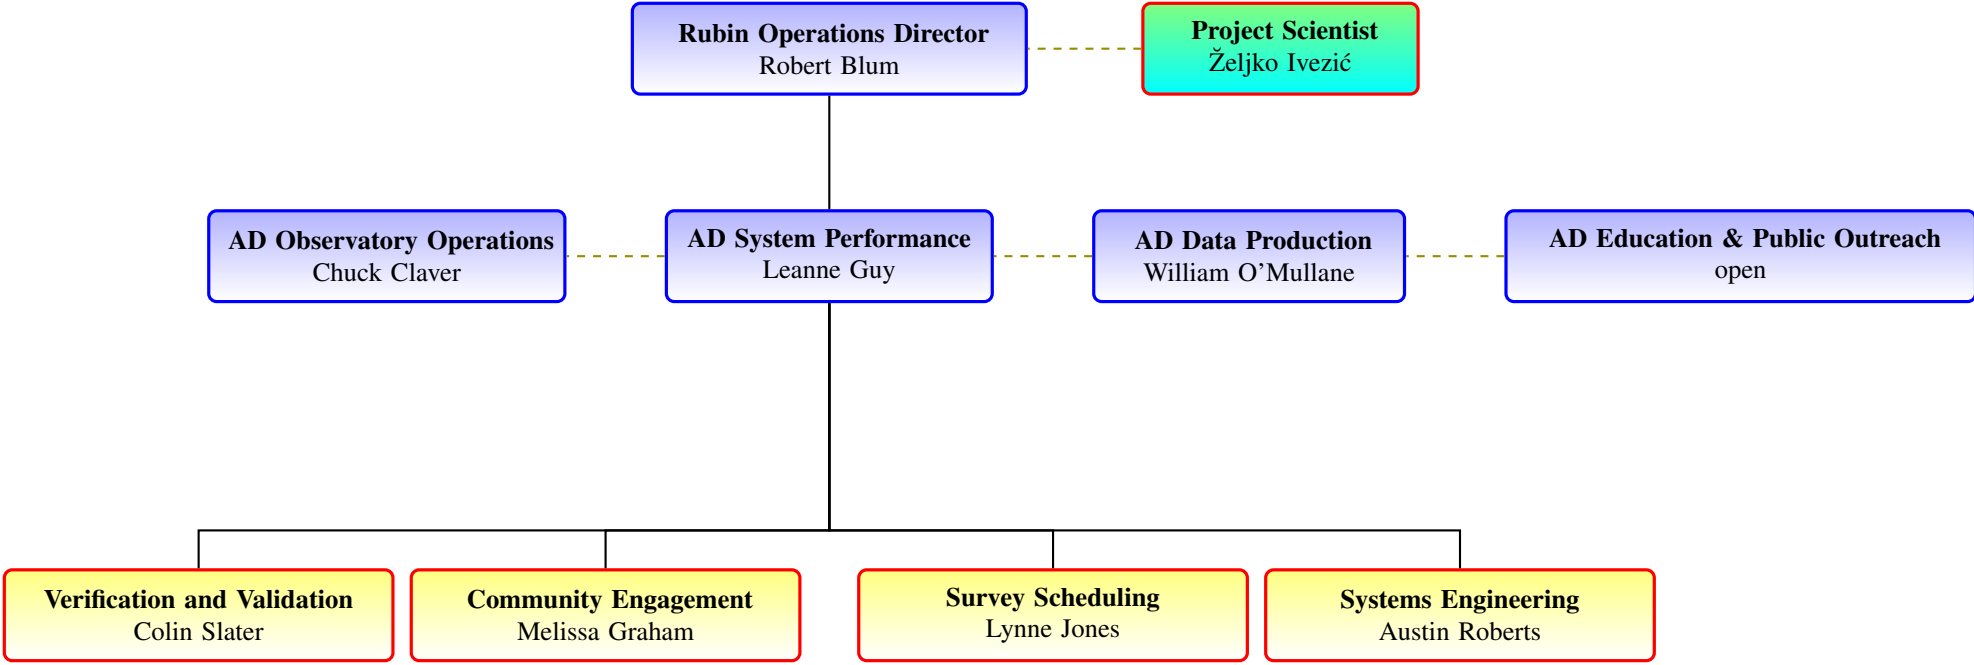 Rubin Operations Director
Robert Blum
Project Scientist
Željko Ivezić
AD Observatory Operations
Chuck Claver
AD System Performance
Leanne Guy
AD Data Production
William O’Mullane
AD Education & Public Outreach
open
Verification and Validation
Colin Slater
Community Engagement
Melissa Graham
Survey Scheduling
Lynne Jones
Systems Engineering
Austin Roberts